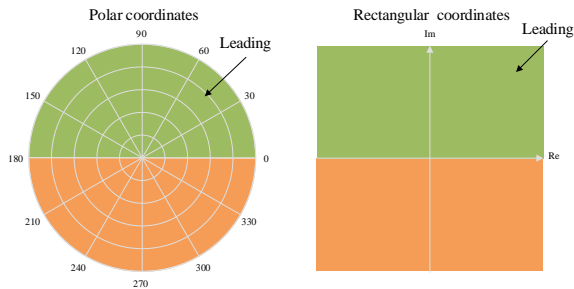 Polar coordinates
90
120
60
Leading
150
30
180
0
210
330
240
300
270
Rectangular coordinates
Im
Leading
Re